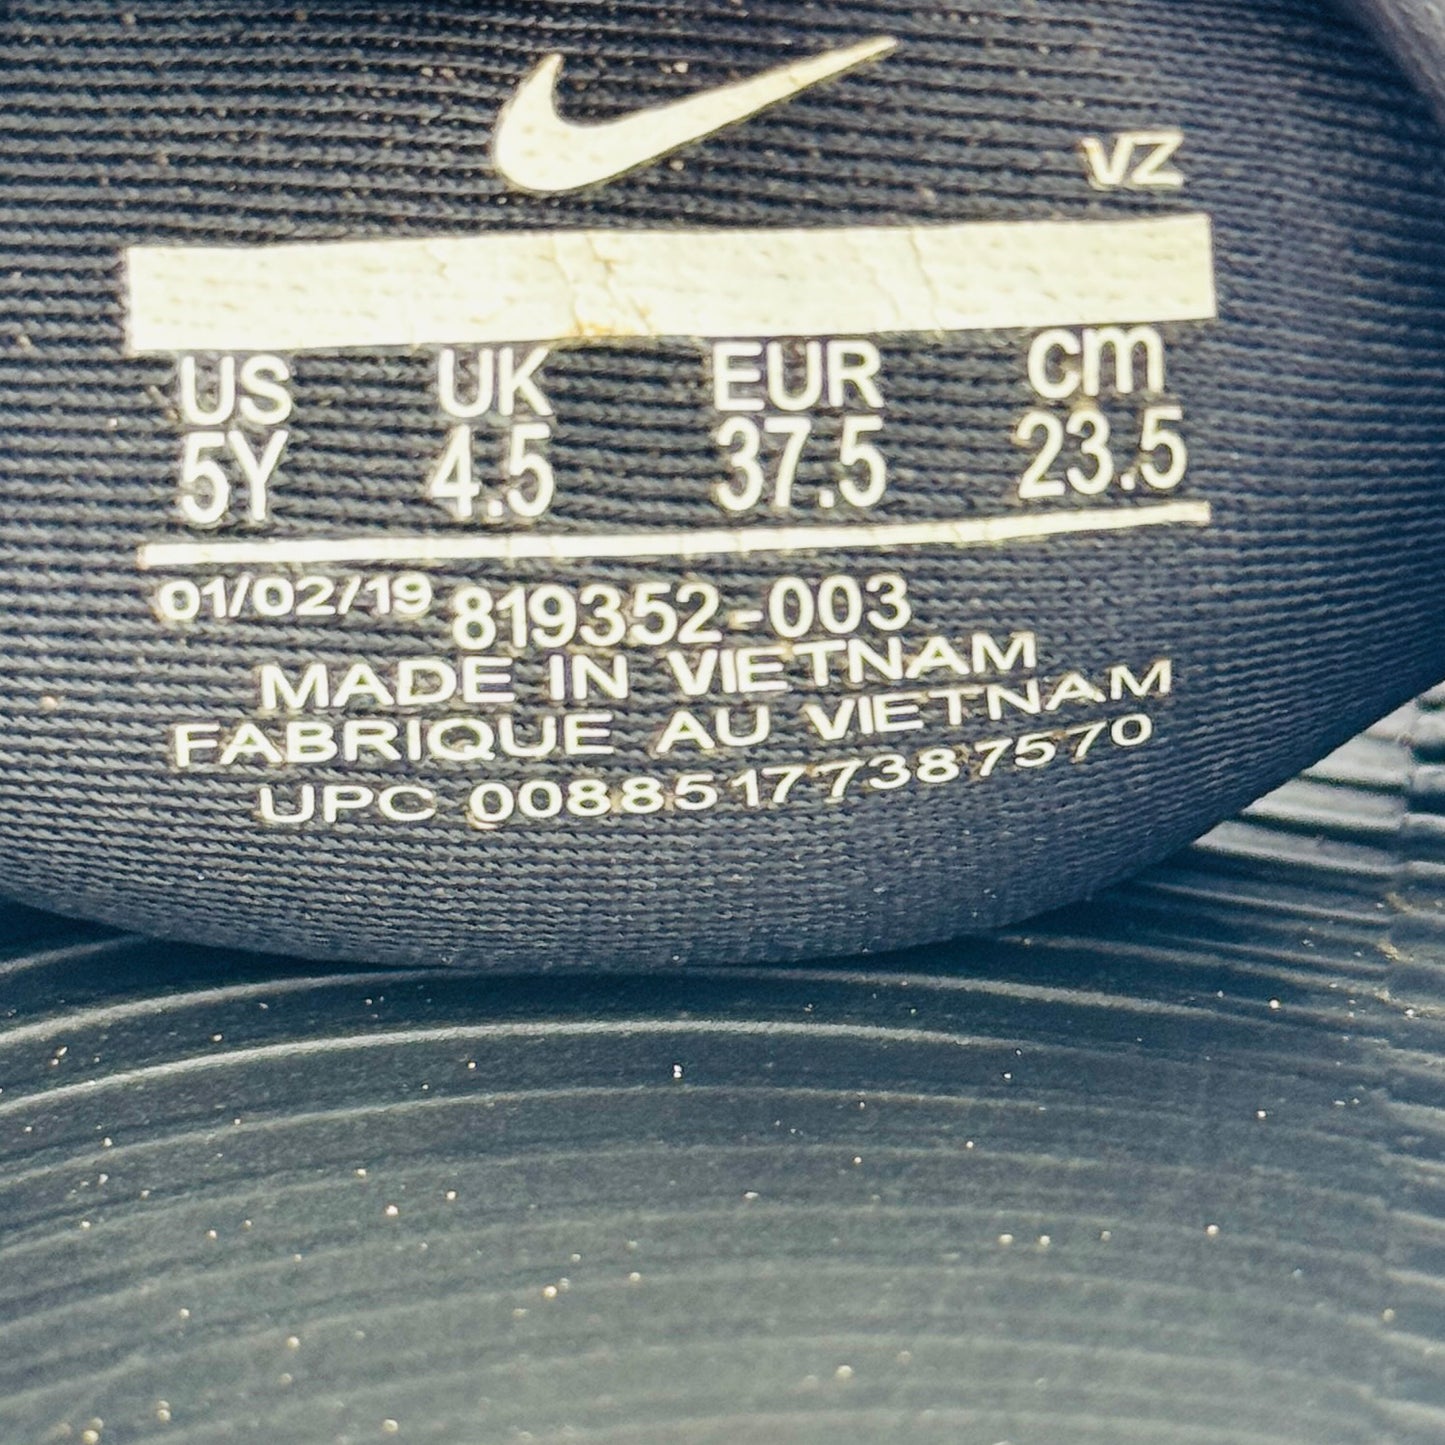 VZ
US UK EUR cm
5Y 4.5 37.5 23.5
01/02/19 819352-003
MADE IN VIETNAM
FABRIQUE AU VIETNAM
UPC 00885177387570